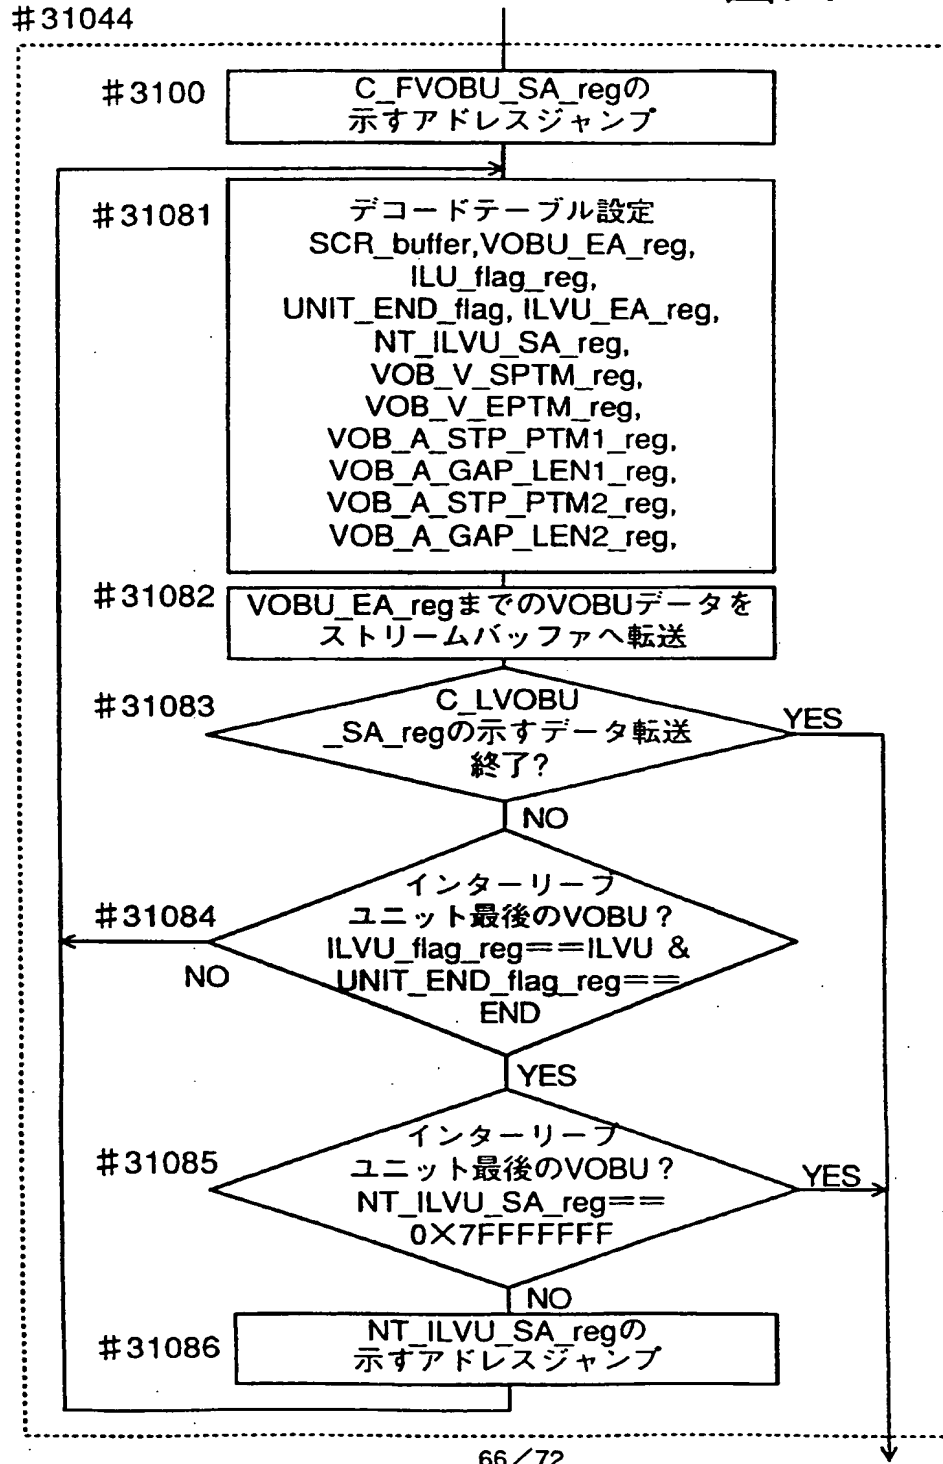 #31044
#3100
C_FVOBU_SA_regの
示すアドレスジャンプ
#31081
デコードテーブル設定
SCR_buffer,VOBU_EA_reg,
ILU_flag_reg,
UNIT_END_flag, ILVU_EA_reg,
NT_ILVU_SA_reg,
VOB_V_SPTM_reg,
VOB_V_EPTM_reg,
VOB_A_STP_PTM1_reg,
VOB_A_GAP_LEN1_reg,
VOB_A_STP_PTM2_reg,
VOB_A_GAP_LEN2_reg,
#31082
VOBU_EA_regまでのVOBUデータを
ストリームバッファへ転送
#31083
C_LVOBU
_SA_regの示すデータ転送
終了?
YES
NO
#31084
インターリーブ
ユニット最後のVOBU?
ILVU_flag_reg==ILVU &
UNIT_END_flag_reg==
END
NO
YES
#31085
インターリーブ
ユニット最後のVOBU?
NT_ILVU_SA_reg==
0X7FFFFFFF
YES
NO
#31086
NT_ILVU_SA_regの
示すアドレスジャンプ
66/72